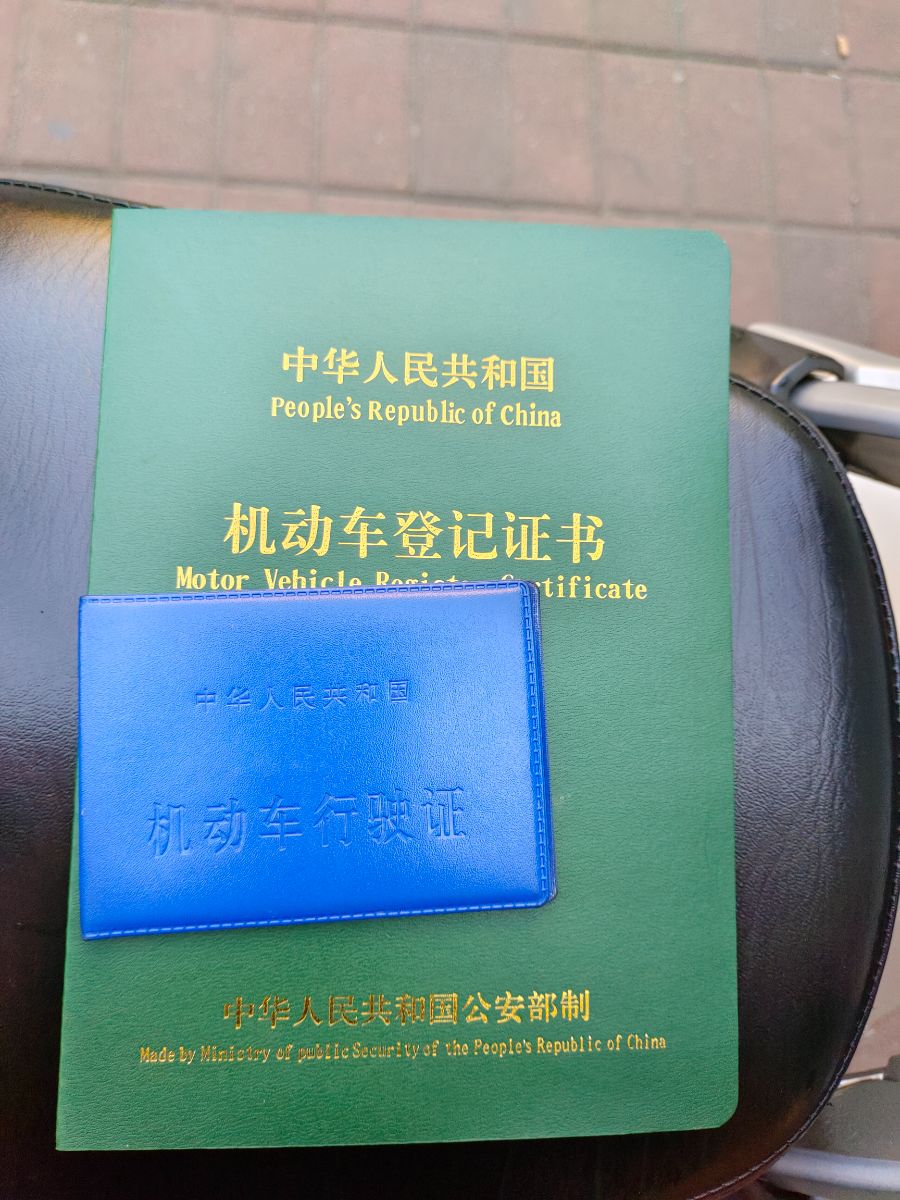 中华人民共和国
People's Republic of China
机动车登记证书
Motor Vehicle Certificate
中华人民共和国
机动车行驶证
中华人民共和国公安部制
Made by Ministry of public Security of the People's Republic of China